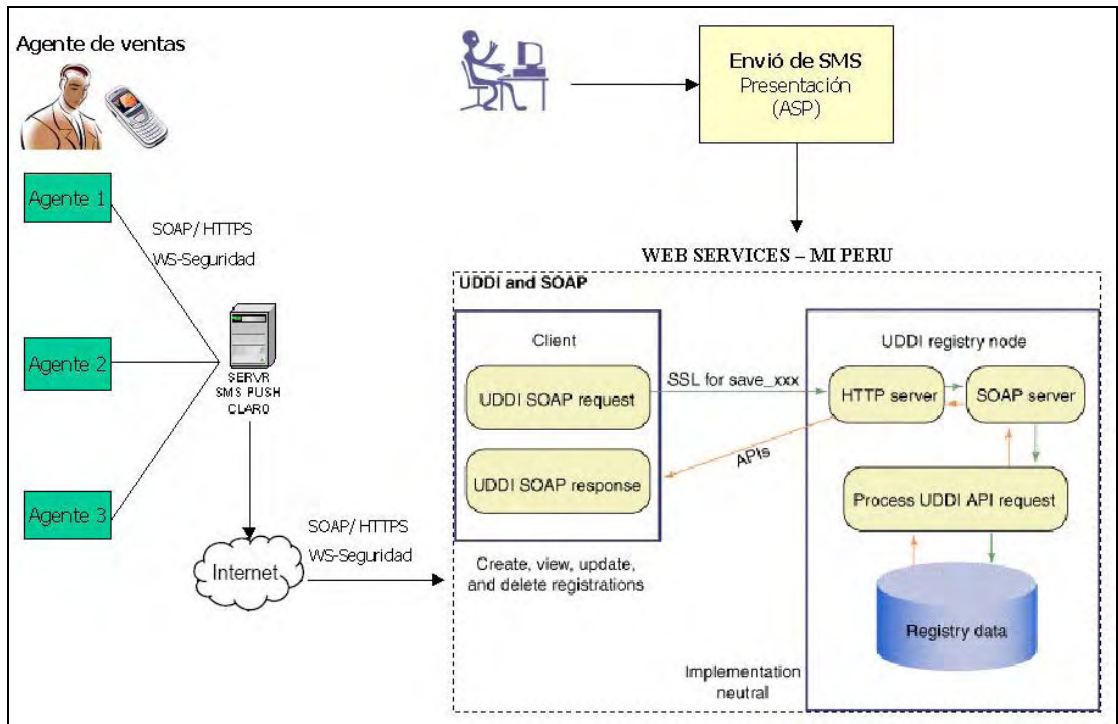 Agente de ventas
Agente 1
SOAP/ HTTPS
WS-Seguridad
Agente 2
SERVR
SMS PUSH
CLARO
Agente 3
Internet
SOAP/ HTTPS
WS-Seguridad
Envió de SMS
Presentación
(ASP)
WEB SERVICES – MI PERU
UDDI and SOAP
Client
UDDI SOAP request
UDDI SOAP response
Create, view, update,
and delete registrations
SSL for save_xxx
APIs
UDDI registry node
HTTP server
SOAP server
Process UDDI API request
Registry data
Implementation
neutral